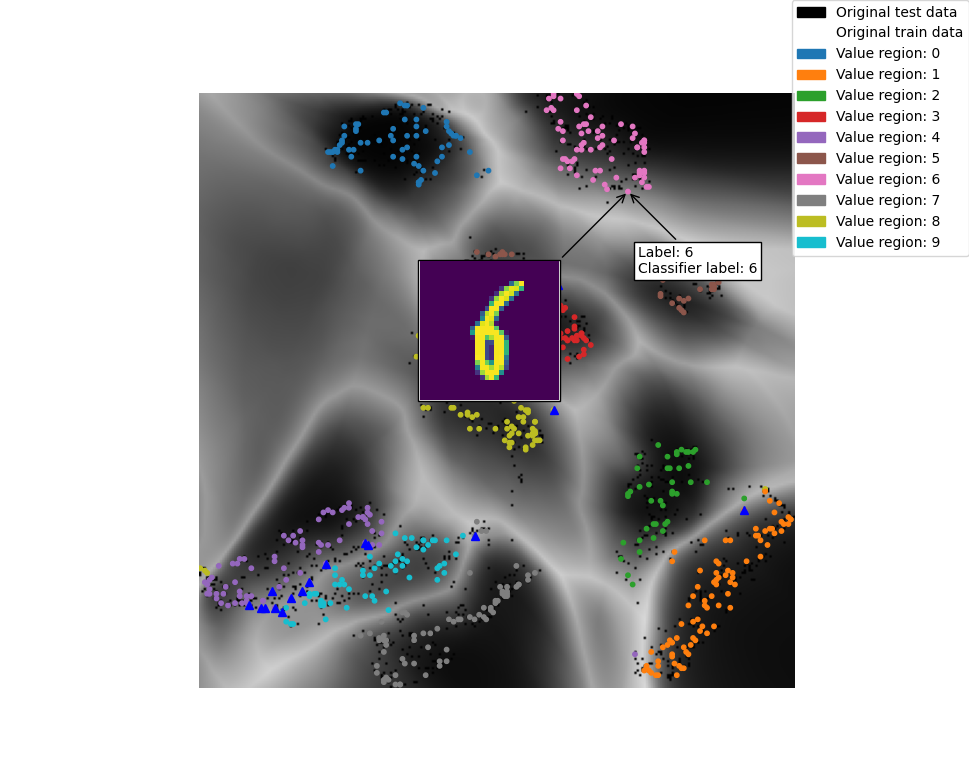 Original test data
Original train data
Value region: 0
Value region: 1
Value region: 2
Value region: 3
Value region: 4
Value region: 5
Value region: 6
Value region: 7
Value region: 8
Value region: 9
Label: 6
Classifier label: 6
6